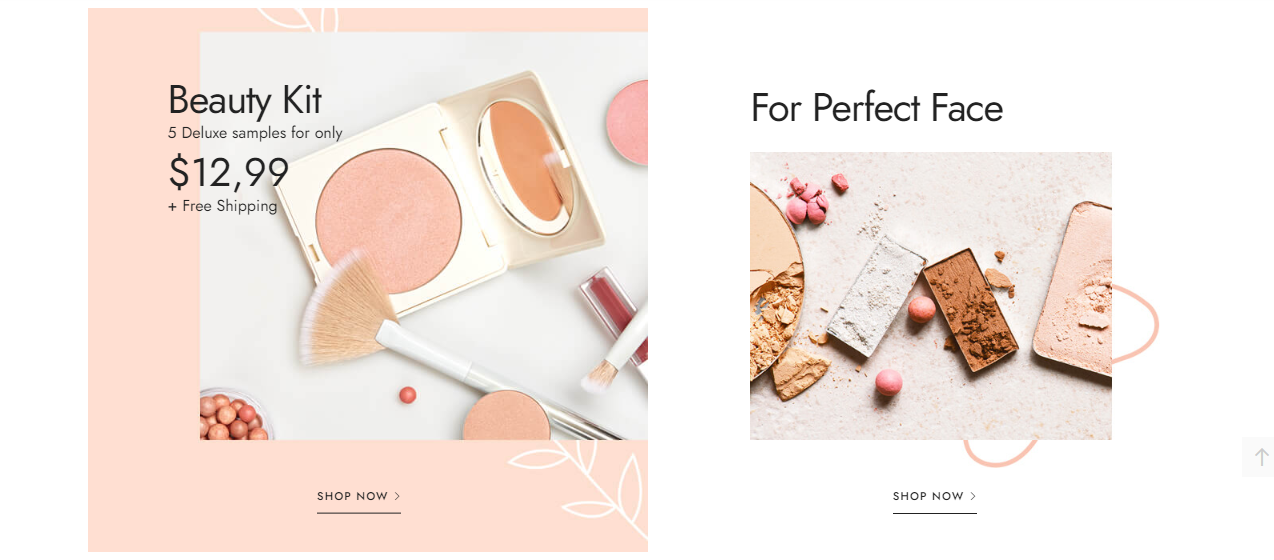 Beauty Kit
5 Deluxe samples for only
$12,99
+ Free Shipping
SHOP NOW
For Perfect Face
SHOP NOW